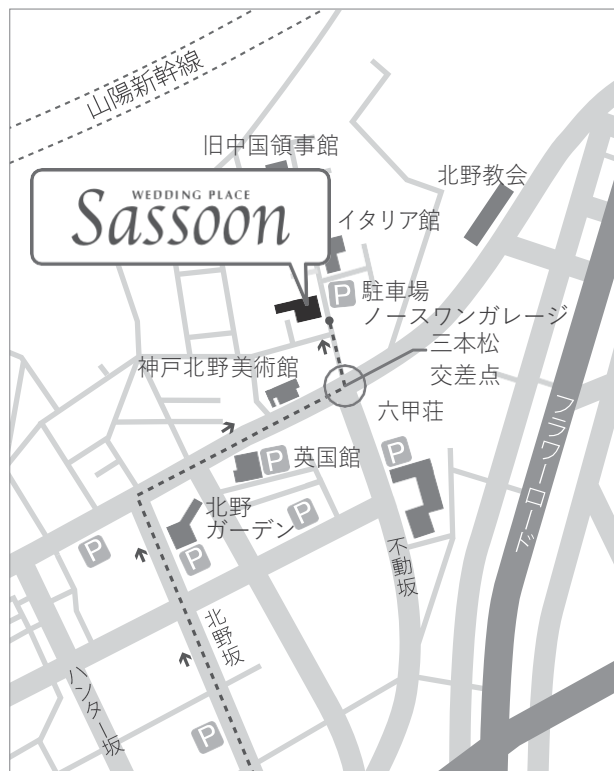 山陽新幹線
旧中国領事館
北野教会
WEDDING PLACE
Sassoon
イタリア館
P 駐車場
ノースワンガレージ
三本松
交差点
神戸北野美術館
六甲荘
P
P 英国館
フラワーロード
北野
ガーデン
P
P
P
不動坂
北野坂
ハンター坂
P